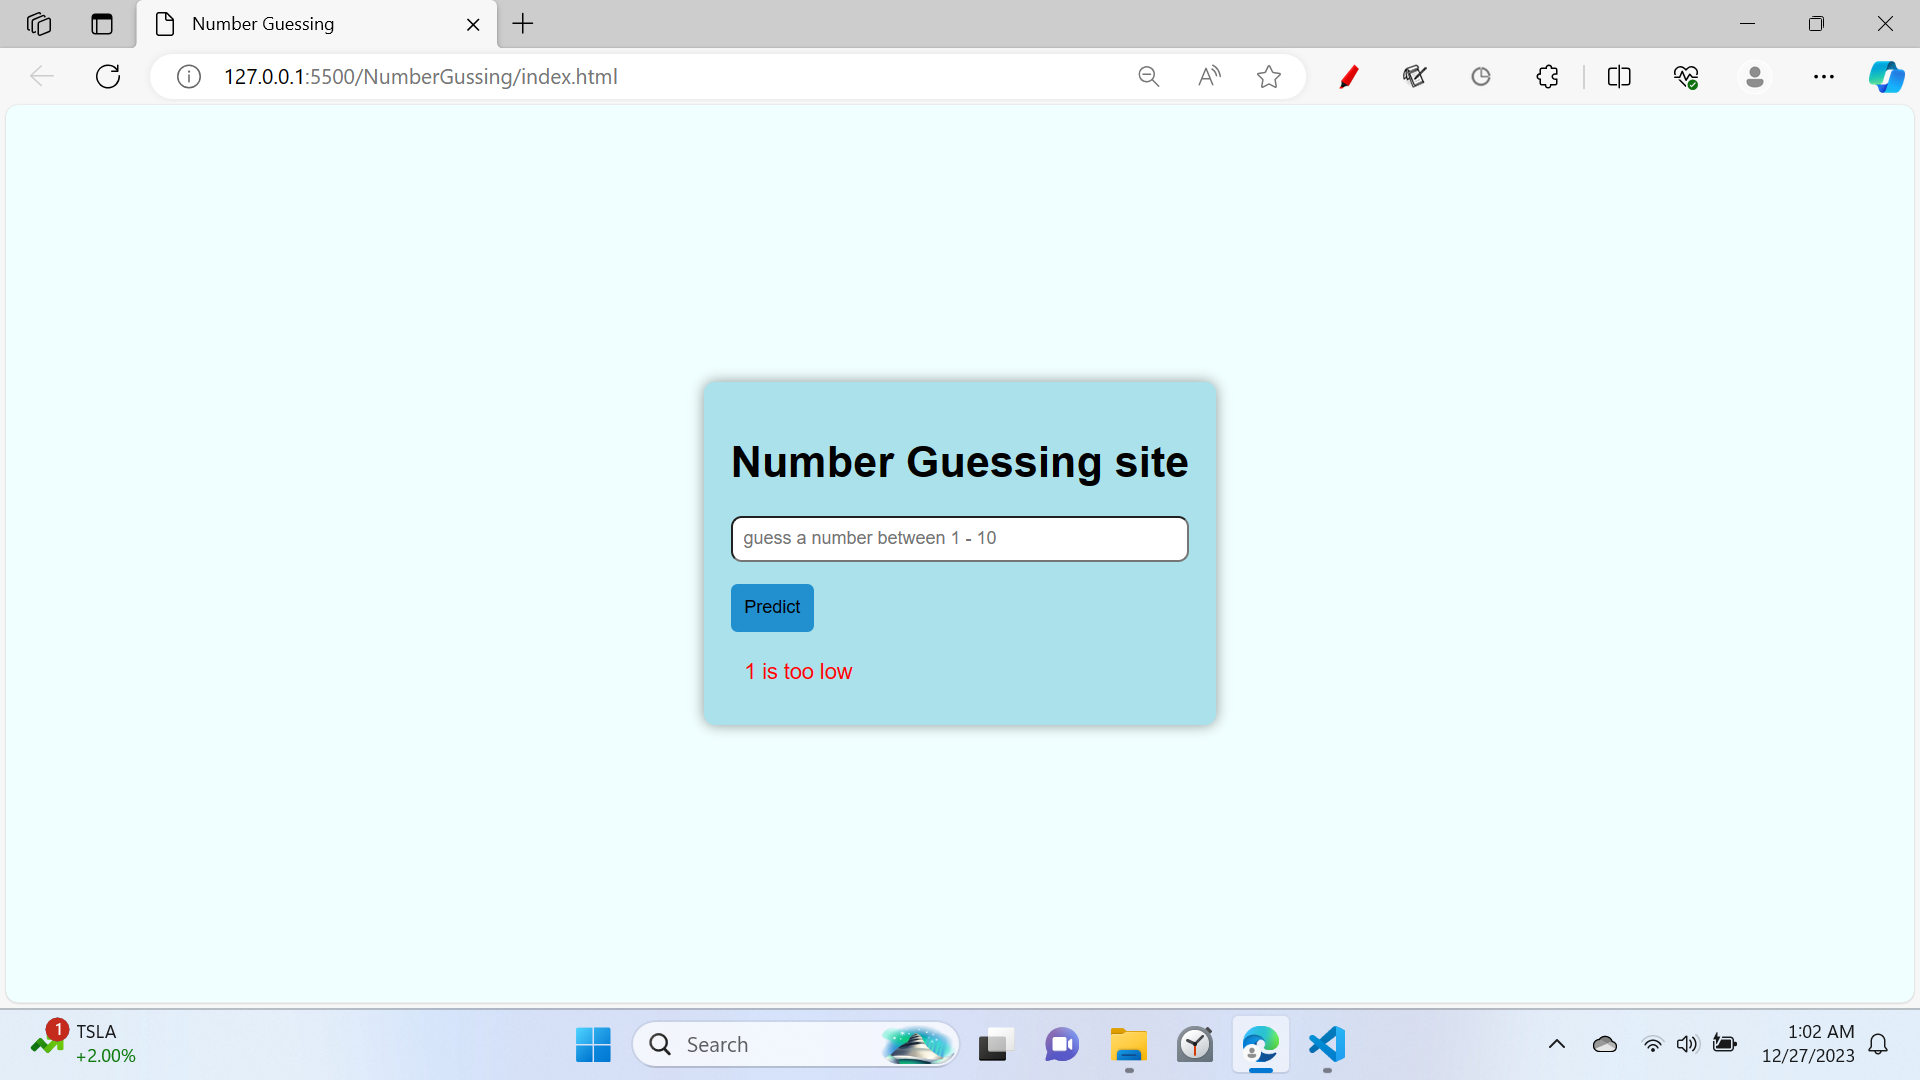 Number Guessing
127.0.0.1:5500/NumberGussing/index.html
Number Guessing site
guess a number between 1 - 10
Predict
1 is too low
1
TSLA
+2.00%
Search
1:02 AM
12/27/2023